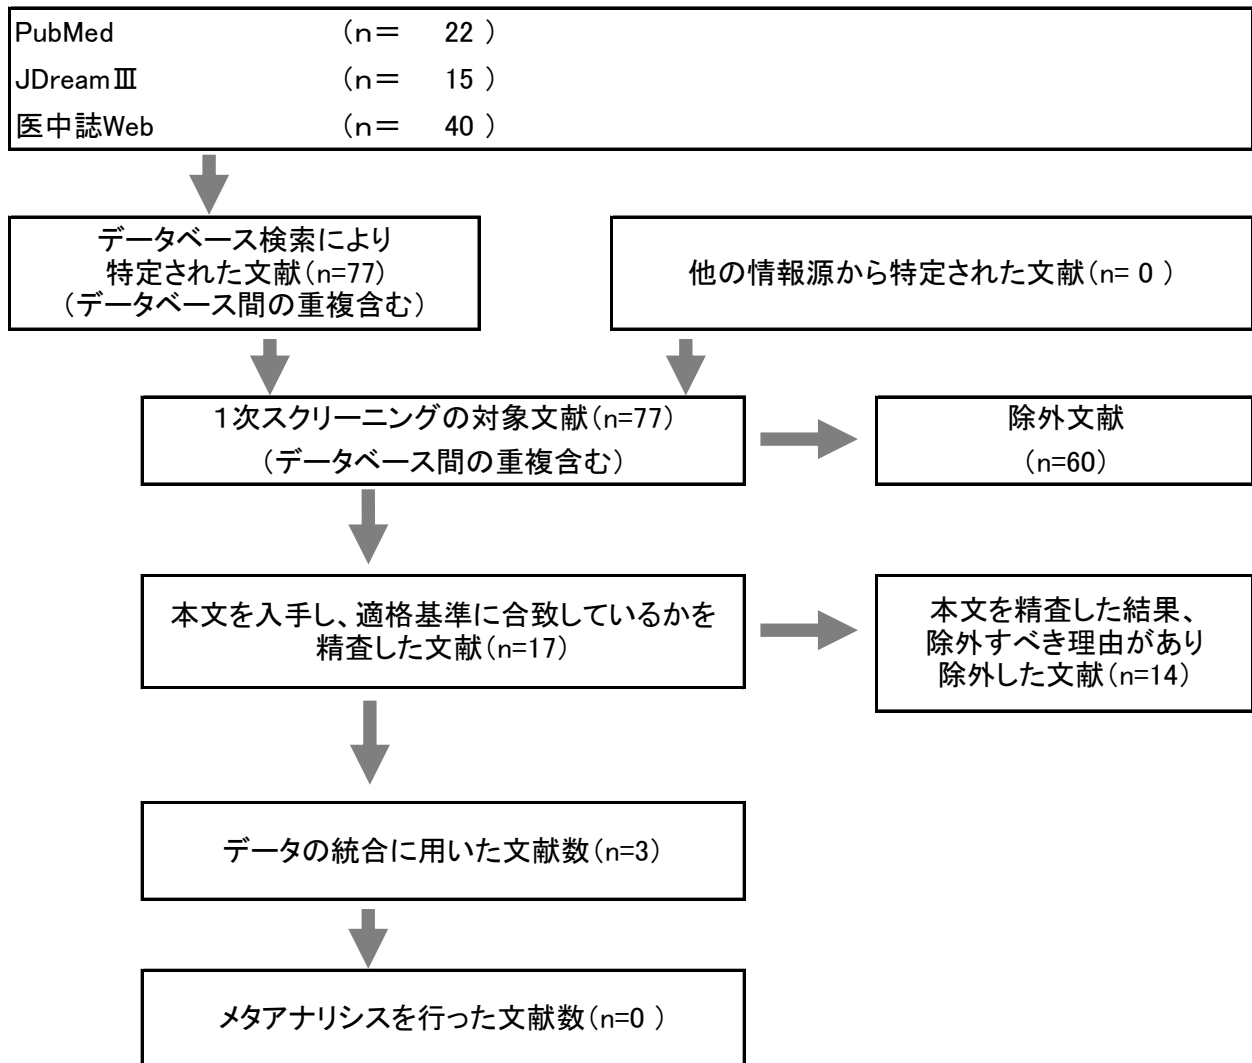 PubMed (n＝ 22 )
JDreamⅢ (n＝ 15 )
医中誌Web (n＝ 40 )
データベース検索により
特定された文献(n=77)
(データベース間の重複含む)
他の情報源から特定された文献(n= 0 )
１次スクリーニングの対象文献(n=77)
(データベース間の重複含む)
除外文献
(n=60)
本文を入手し、適格基準に合致しているかを
精査した文献(n=17)
本文を精査した結果、
除外すべき理由があり
除外した文献(n=14)
データの統合に用いた文献数(n=3)
メタアナリシスを行った文献数(n=0 )